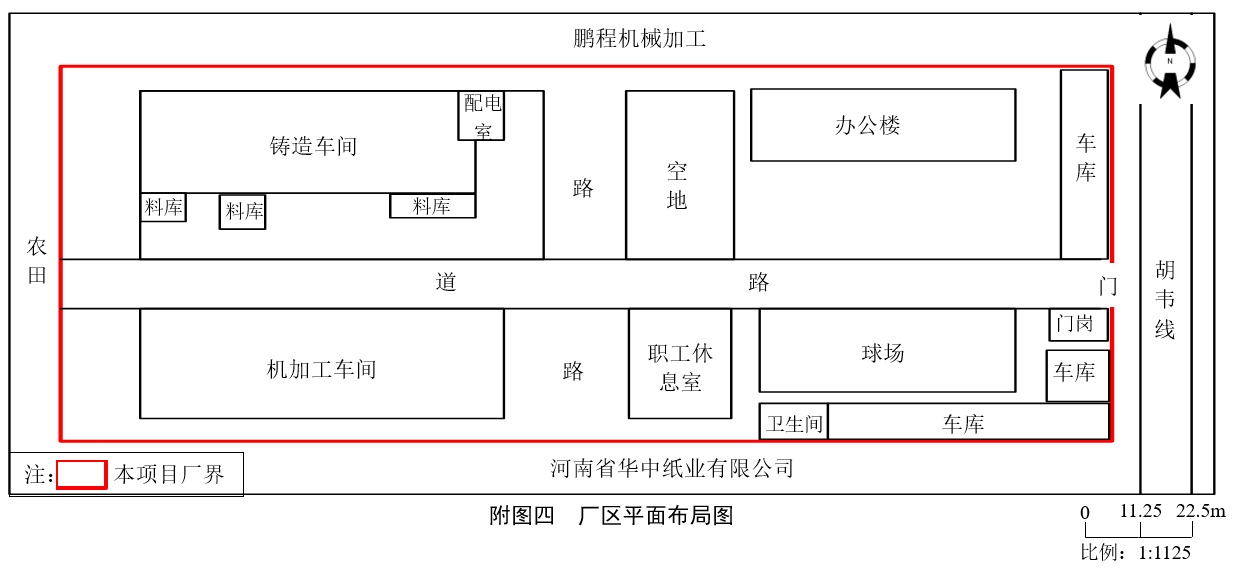 鹏程机械加工
N
配电
室
铸造车间
办公楼
车
库
空
地
路
料库
料库
料库
农
田
道
路
门
胡
韦
线
门岗
机加工车间
路
职工休
息室
球场
车库
卫生间
车库
注：
本项目厂界
河南省华中纸业有限公司
附图四 厂区平面布局图
0 11.25 22.5m
比例：1:1125